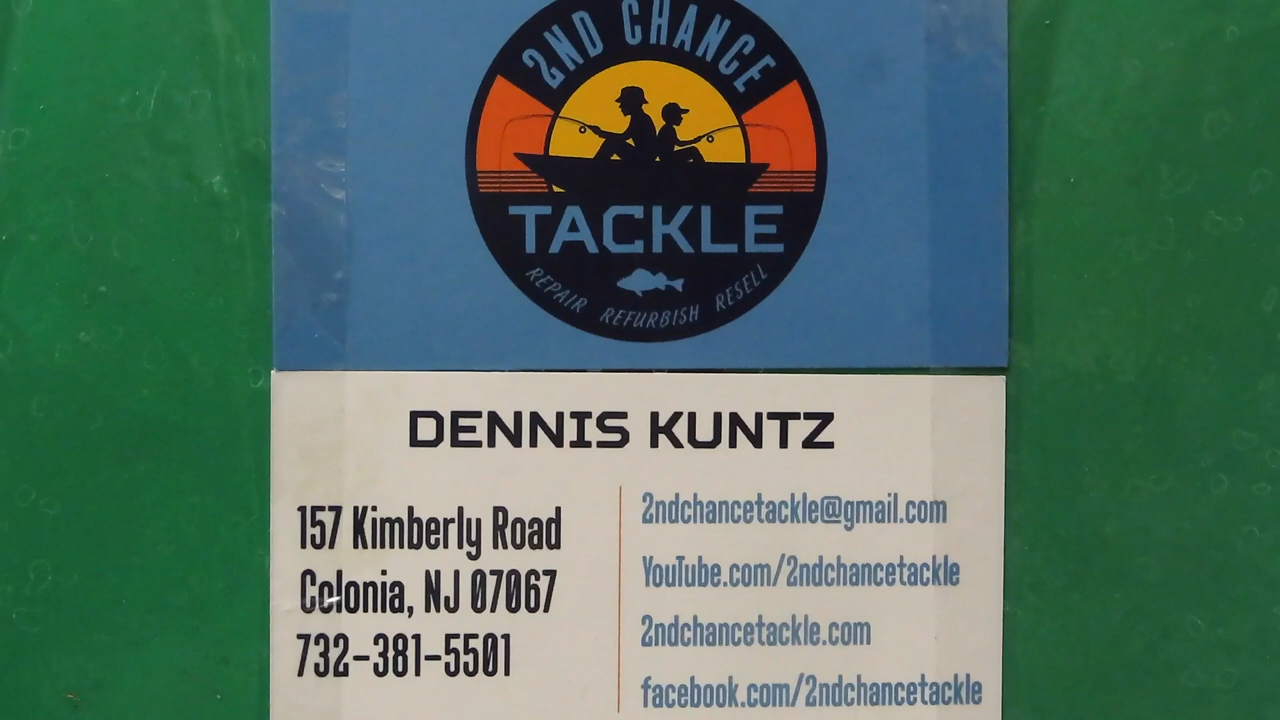 2ND CHANCE
TACKLE
REPAIR REFURBISH RESELL
DENNIS KUNTZ
157 Kimberly Road
Colonia, NJ 07067
732-381-5501
2ndchancetackle@gmail.com
YouTube.com/2ndchancetackle
2ndchancetackle.com
facebook.com/2ndchancetackle